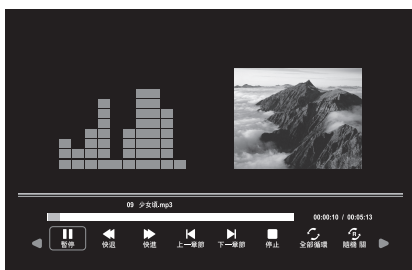 09 少女頌.mp3
00:00:10 / 00:05:13
暫停 快退 快進 上一章節 下一章節 停止 全部循環 隨機 關